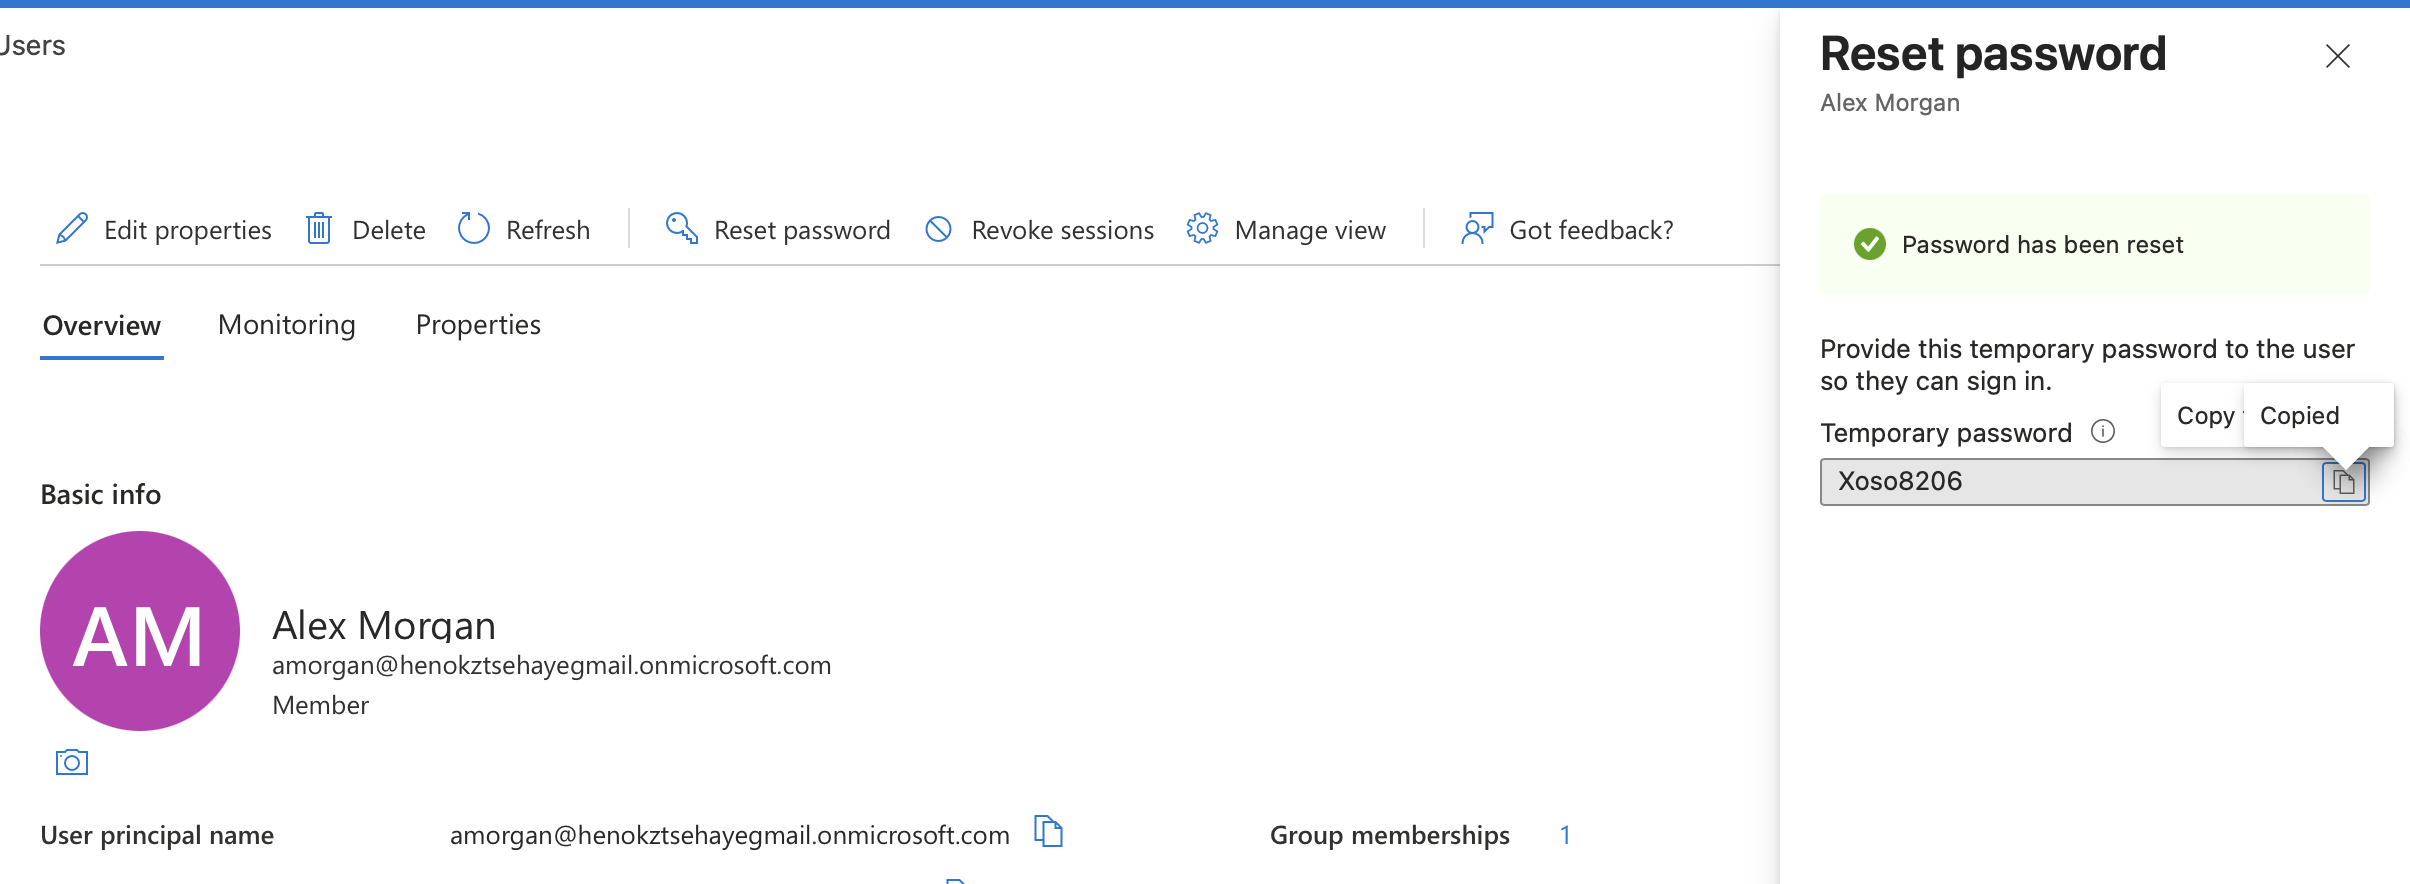 Users
Edit properties Delete Refresh Reset password Revoke sessions Manage view Got feedback?
Overview Monitoring Properties
Basic info
AM
Alex Morgan
amorgan@henokztsehayegmail.onmicrosoft.com
Member
User principal name amorgan@henokztsehayegmail.onmicrosoft.com Group memberships 1
Reset password
Alex Morgan
Password has been reset
Provide this temporary password to the user
so they can sign in.
Copy Copied
Temporary password
Xoso8206